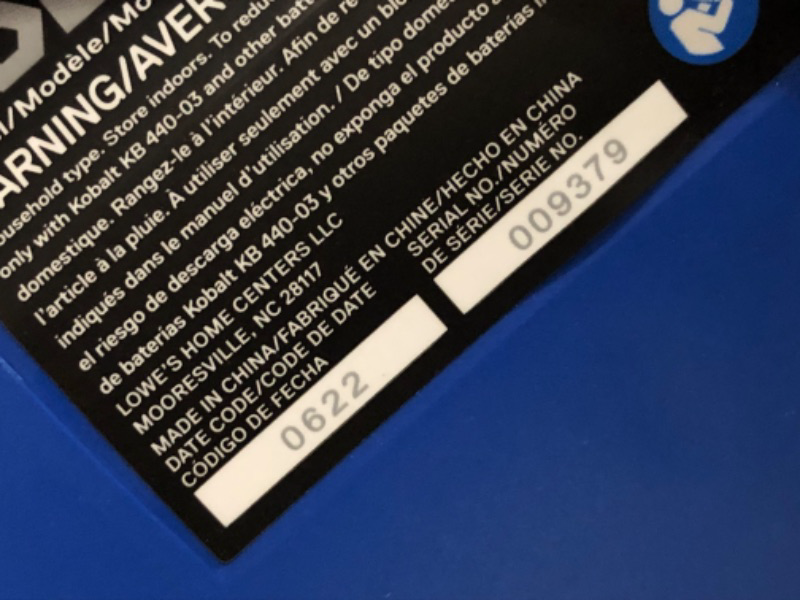 l/Modèle/Mo
ARNING/AVER
ousehold type. Store indoors. To redu
only with Kobalt KB 440-03 and other batt
domestique. Rangez-le à l'intérieur. Afin de re
l'article à la pluie. À utiliser seulement avec un blo
indiqués dans le manuel d'utilisation. / De tipo domé
el riesgo de descarga eléctrica, no exponga el producto a
de baterías Kobalt KB 440-03 y otros paquetes de baterías in
LOWE'S HOME CENTERS LLC
MOORESVILLE, NC 28117
MADE IN CHINA/FABRIQUÉ EN CHINE/HECHO EN CHINA
DATE CODE/CODE DE DATE
CÓDIGO DE FECHA
0622
SERIAL NO./NUMÉRO
DE SÉRIE/SERIE NO.
009379